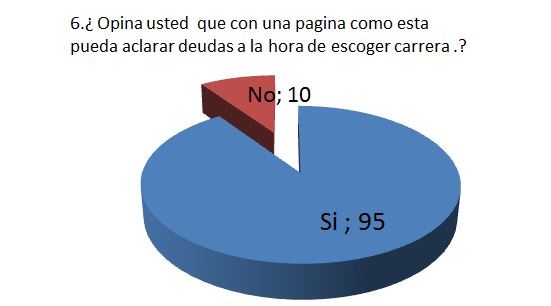 6.¿ Opina usted que con una pagina como esta
pueda aclarar deudas a la hora de escoger carrera .?
No; 10
Si ; 95